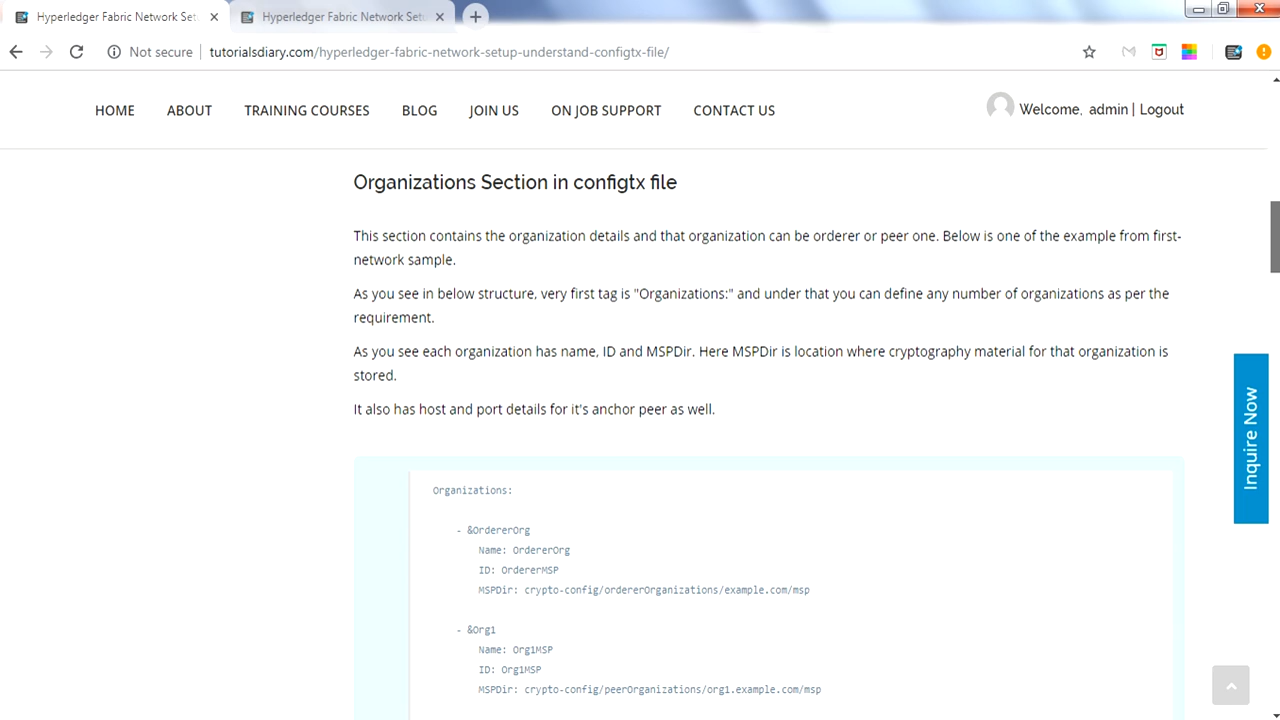 Hyperledger Fabric Network Set
Hyperledger Fabric Network Set
Not secure
tutorialsdiary.com/hyperledger-fabric-network-setup-understand-configtx-file/
HOME
ABOUT
TRAINING COURSES
BLOG
JOIN US
ON JOB SUPPORT
CONTACT US
Welcome, admin | Logout
Organizations Section in configtx file
This section contains the organization details and that organization can be orderer or peer one. Below is one of the example from first-
network sample.
As you see in below structure, very first tag is "Organizations:" and under that you can define any number of organizations as per the
requirement.
As you see each organization has name, ID and MSPDir. Here MSPDir is location where cryptography material for that organization is
stored.
It also has host and port details for it's anchor peer as well.
Inquire Now
Organizations:
- &OrdererOrg
Name: OrdererOrg
ID: OrdererMSP
MSPDir: crypto-config/ordererOrganizations/example.com/msp
- &Org1
Name: Org1MSP
ID: Org1MSP
MSPDir: crypto-config/peerOrganizations/org1.example.com/msp